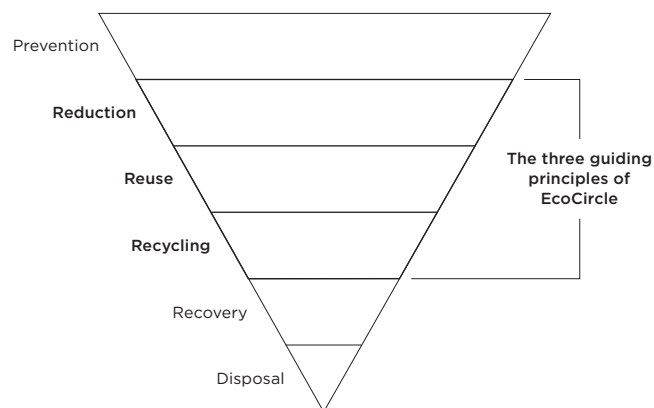 Prevention
Reduction
Reuse
Recycling
Recovery
Disposal
The three guiding
principles of
EcoCircle